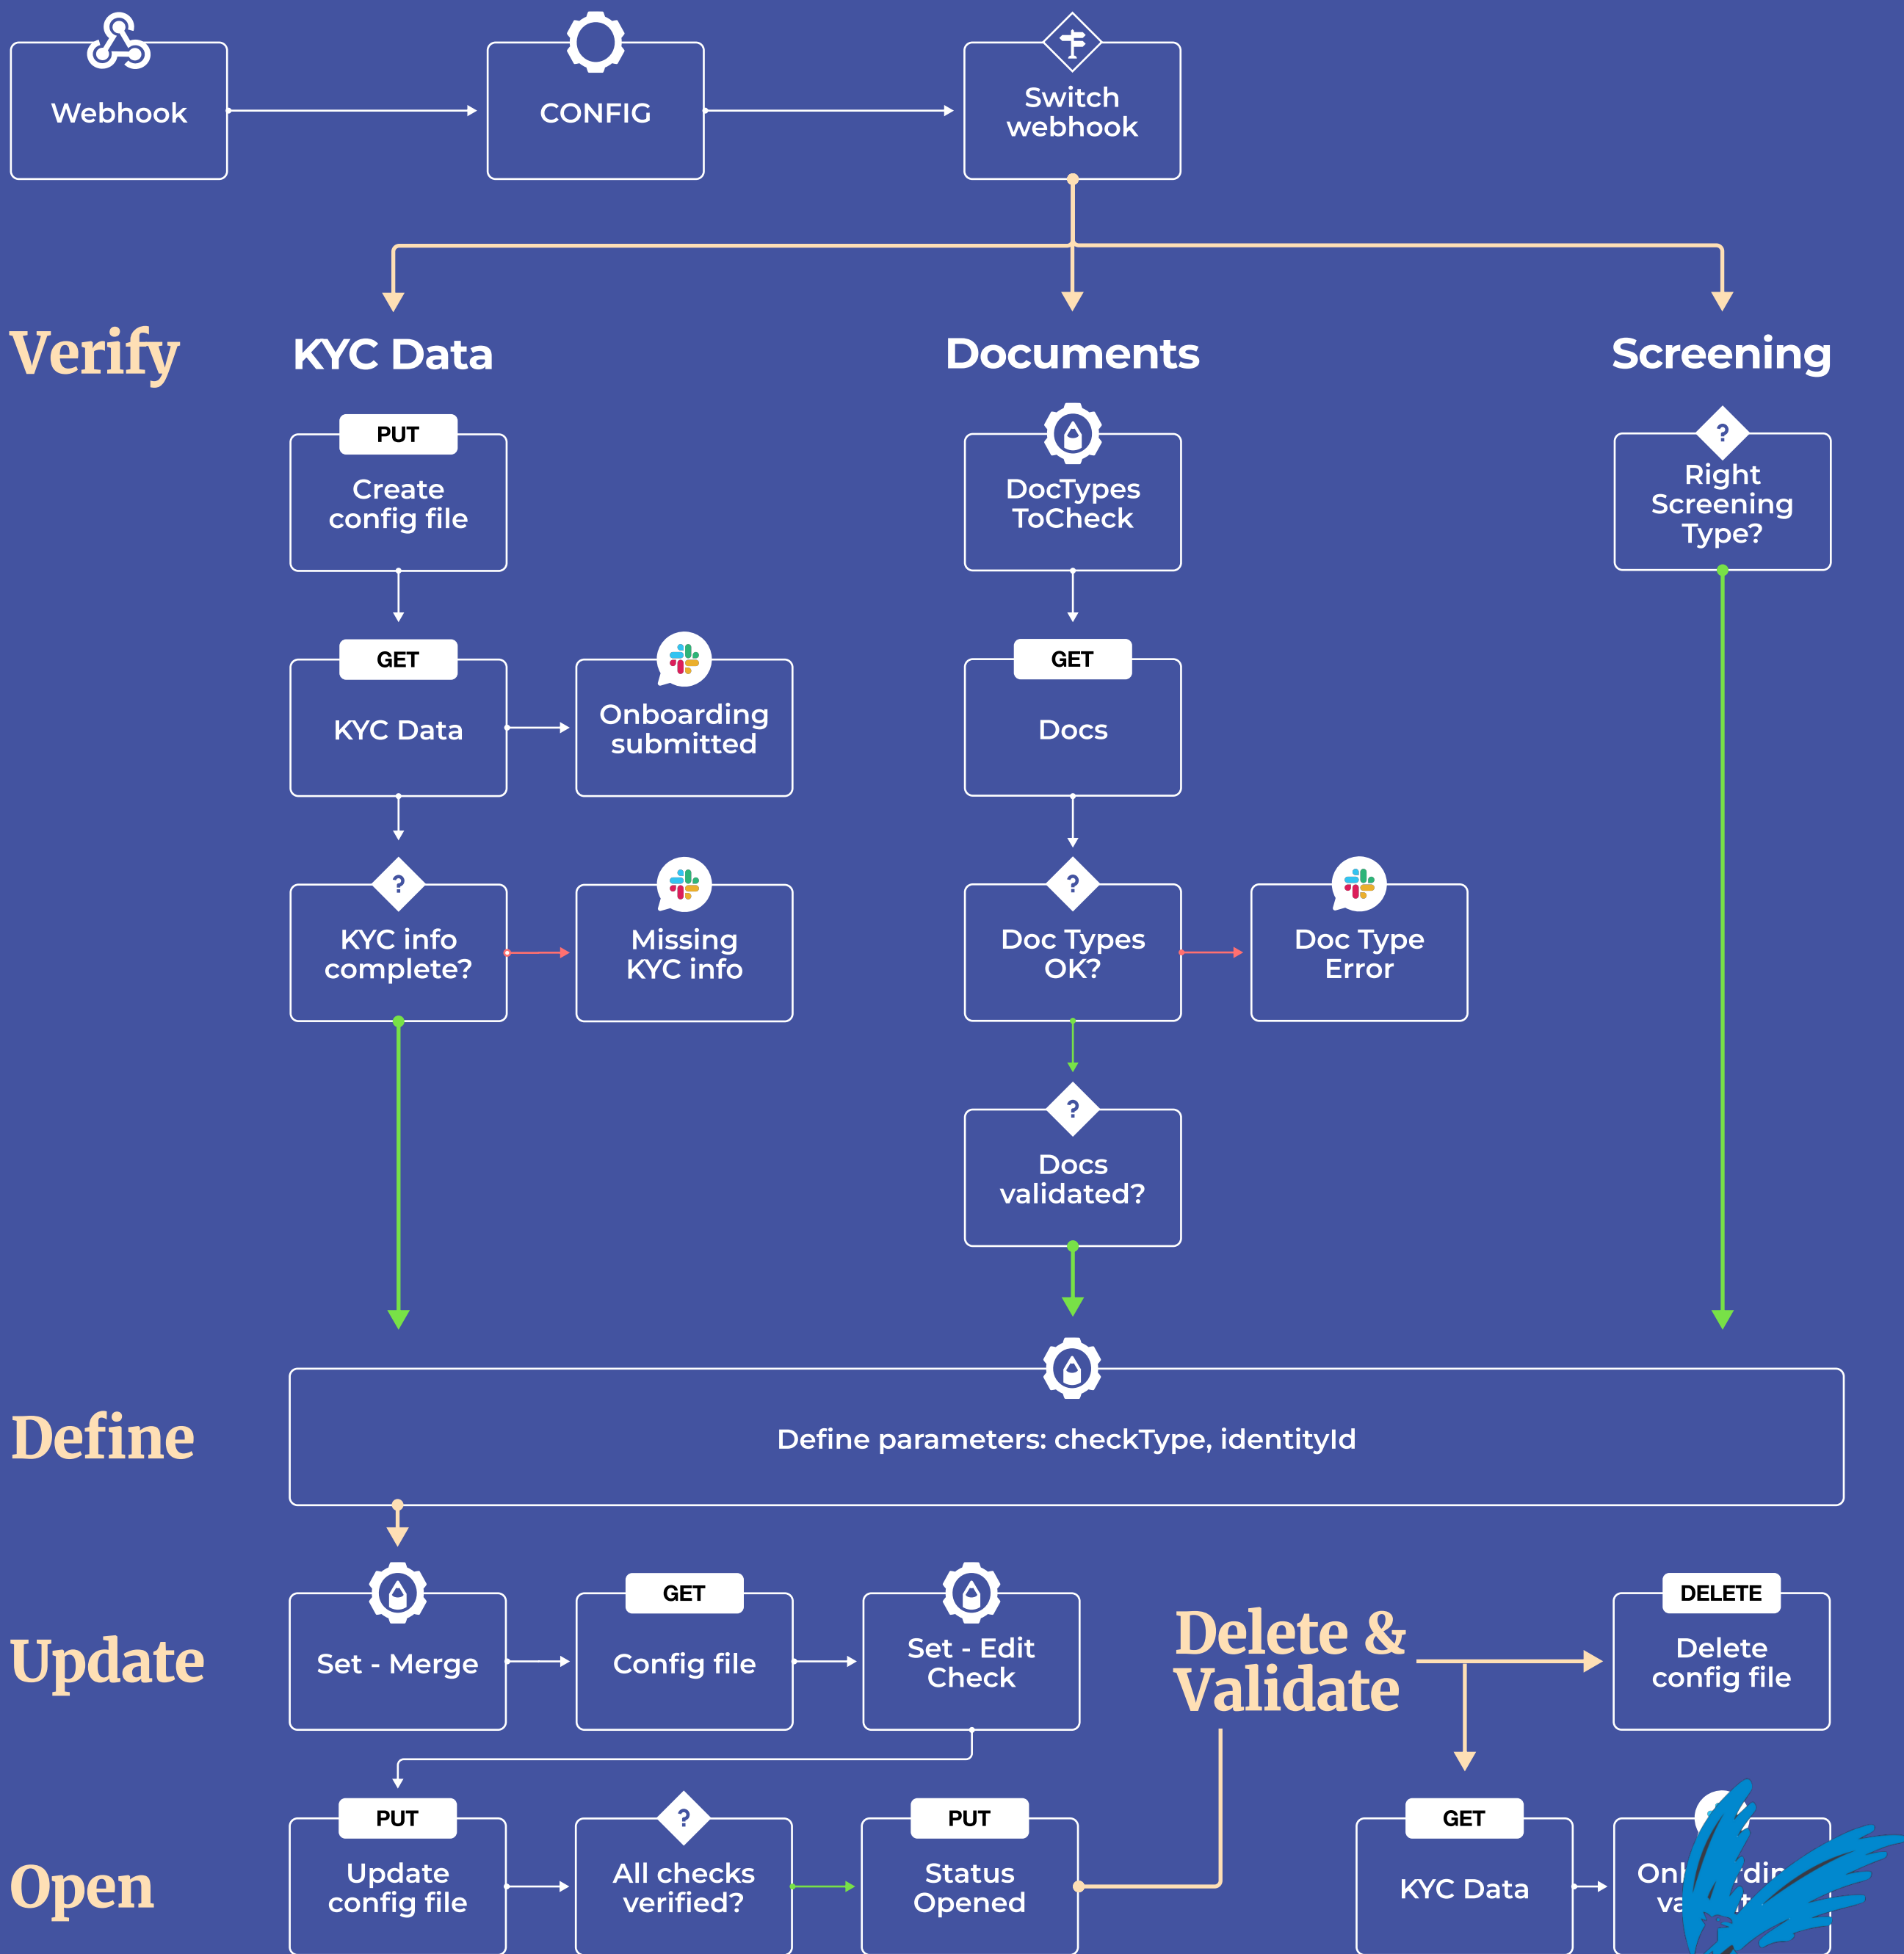 Webhook
CONFIG
Switch
webhook
Verify
KYC Data
Documents
Screening
PUT
Create
config file
DocTypes
ToCheck
?
Right
Screening
Type?
GET
KYC Data
Onboarding
submitted
GET
Docs
?
KYC info
complete?
Missing
KYC info
?
Doc Types
OK?
Doc Type
Error
?
Docs
validated?
Define
Define parameters: checkType, identityId
Update
Set - Merge
GET
Config file
Set - Edit
Check
Delete &
Validate
DELETE
Delete
config file
Open
PUT
Update
config file
?
All checks
verified?
PUT
Status
Opened
GET
KYC Data